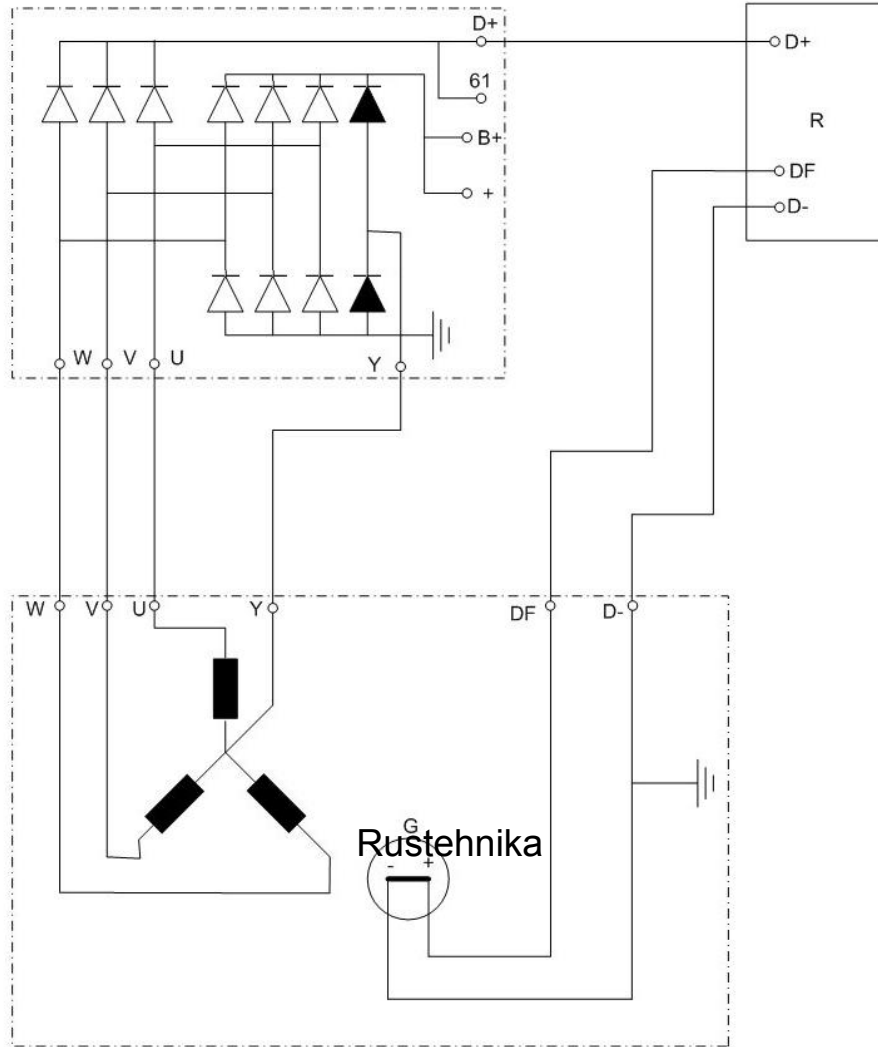 D+
D+
61
R
B+
DF
+
D-
W V U
Y
W V U Y
DF D-
G
Rustehnika
- +